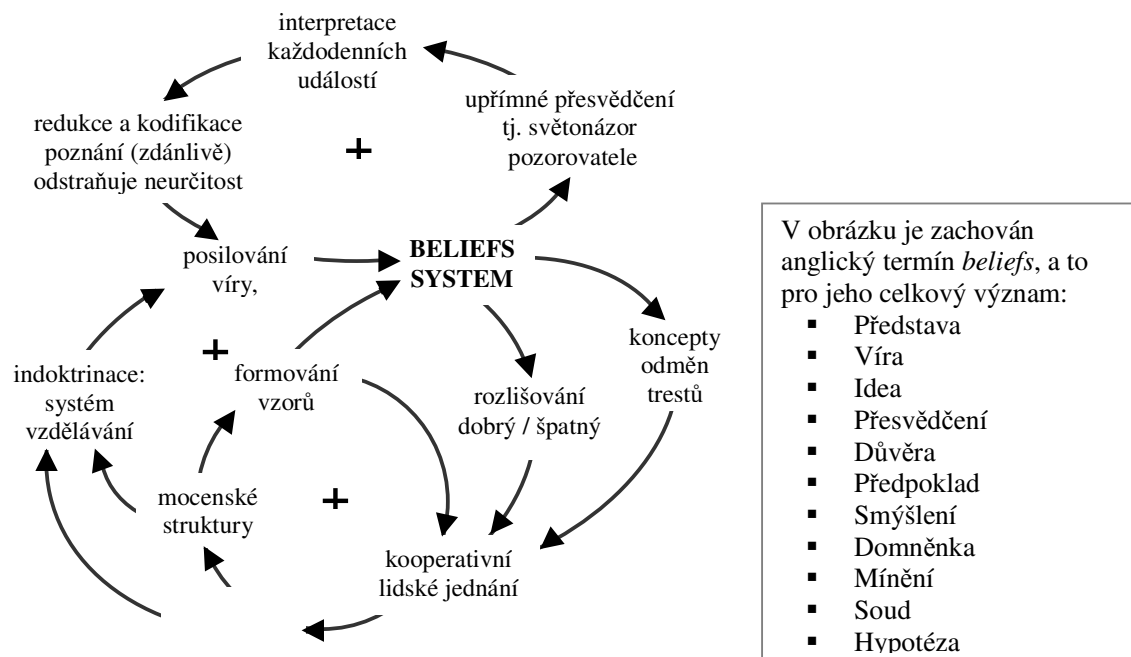 interpretace
každodenních
událostí
upřímné přesvědčení
tj. světonázor
pozorovatele
redukce a kodifikace
poznání (zdánlivě)
odstraňuje neurčitost
+
posilování
víry,
BELIEFS
SYSTEM
koncepty
odměn
trestů
+
indoktrinace:
systém
vzdělávání
formování
vzorů
rozlišování
dobrý / špatný
mocenské
struktury
+
kooperativní
lidské jednání
V obrázku je zachován
anglický termín beliefs, a to
pro jeho celkový význam:
▪ Představa
▪ Víra
▪ Idea
▪ Přesvědčení
▪ Důvěra
▪ Předpoklad
▪ Smýšlení
▪ Domněnka
▪ Mínění
▪ Soud
▪ Hypotéza